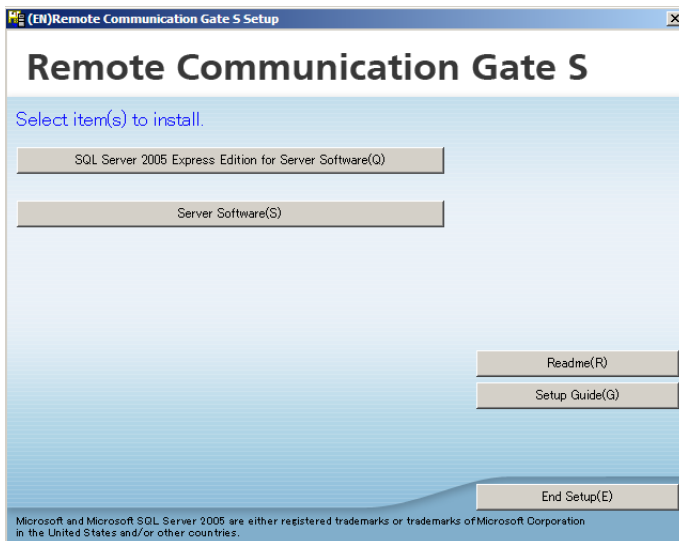 (EN)Remote Communication Gate S Setup
Remote Communication Gate S
Select item(s) to install.
SQL Server 2005 Express Edition for Server Software(Q)
Server Software(S)
Readme(R)
Setup Guide(G)
End Setup(E)
Microsoft and Microsoft SQL Server 2005 are either registered trademarks or trademarks of Microsoft Corporation
in the United States and/or other countries.